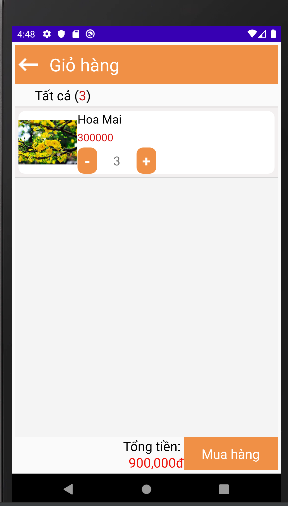 4:48
Giỏ hàng
Tất cả (3)
Hoa Mai
300000
- 3 +
Tổng tiền:
900,000đ
Mua hàng